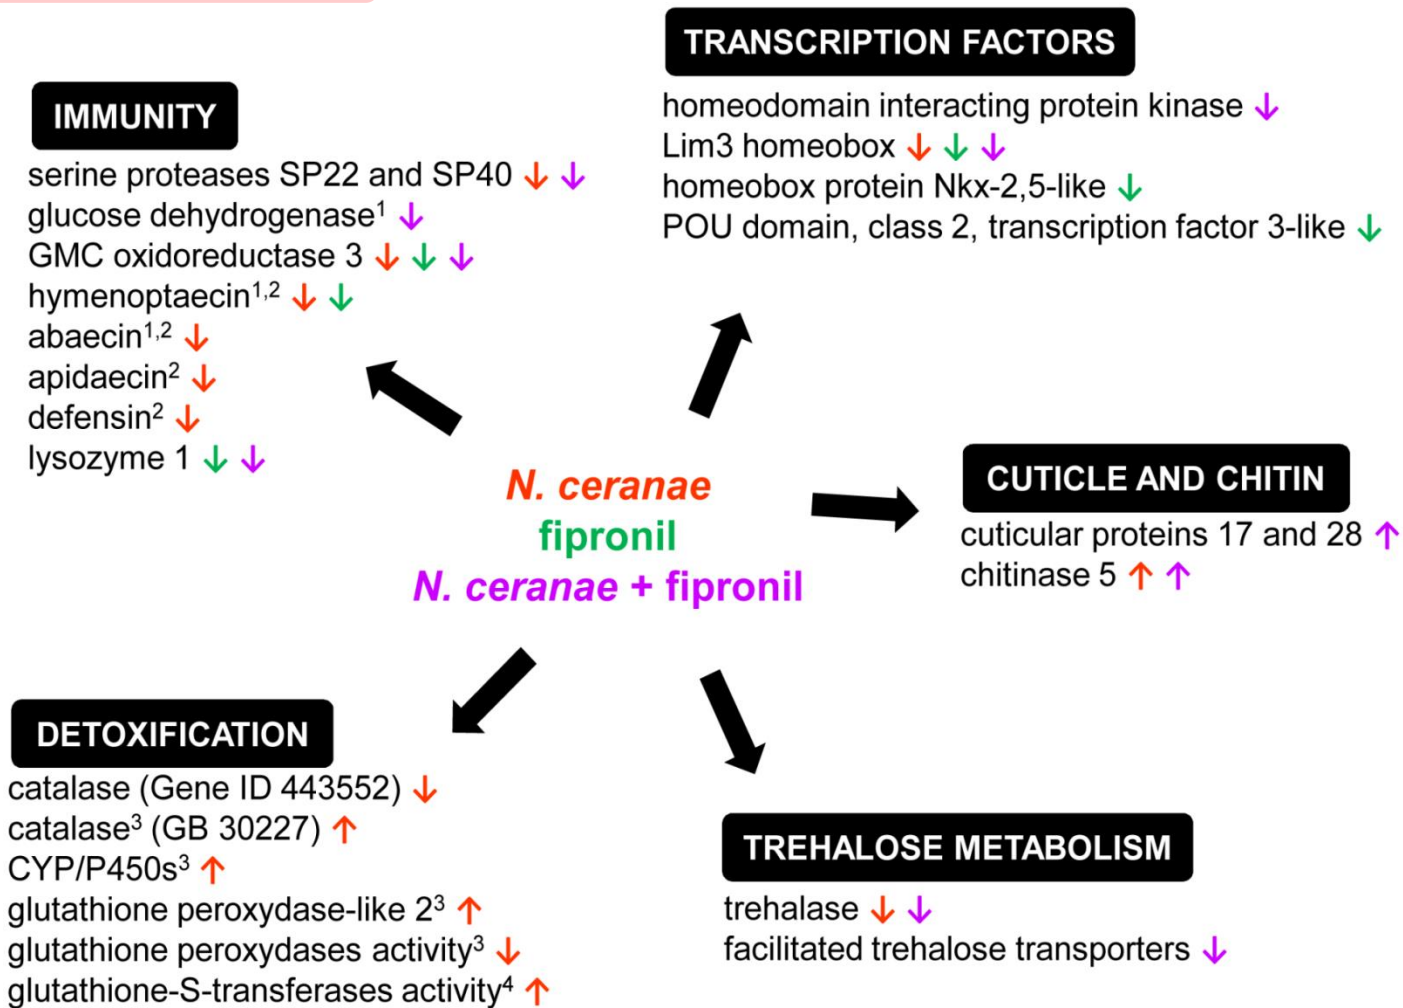 TRANSCRIPTION FACTORS
homeodomain interacting protein kinase ↓
Lim3 homeobox ↓ ↓ ↓
homeobox protein Nkx-2,5-like ↓
POU domain, class 2, transcription factor 3-like ↓
IMMUNITY
serine proteases SP22 and SP40 ↓ ↓
glucose dehydrogenase¹ ↓
GMC oxidoreductase 3 ↓ ↓ ↓
hymenoptaecin¹,² ↓ ↓
abaecin¹,² ↓
apidaecin² ↓
defensin² ↓
lysozyme 1 ↓ ↓
N. ceranae
fipronil
N. ceranae + fipronil
CUTICLE AND CHITIN
cuticular proteins 17 and 28 ↑
chitinase 5 ↑ ↑
DETOXIFICATION
catalase (Gene ID 443552) ↓
catalase³ (GB 30227) ↑
CYP/P450s³ ↑
glutathione peroxydase-like 2³ ↑
glutathione peroxydases activity³ ↓
glutathione-S-transferases activity⁴ ↑
TREHALOSE METABOLISM
trehalase ↓ ↓
facilitated trehalose transporters ↓